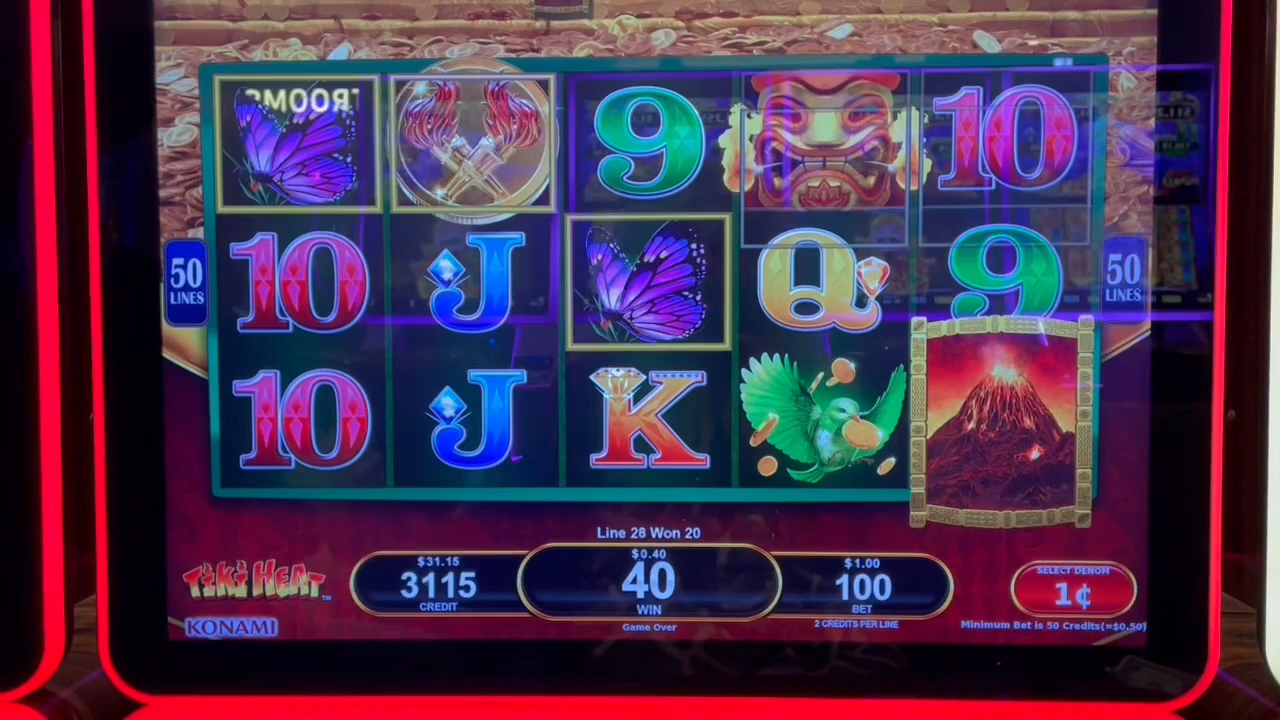 ROOMS
9
10
10
J
Q
9
50
LINES
50
LINES
10
J
K
Line 28 Won 20
TIKI HEAT™
KONAMI
$31.15
3115
CREDIT
$0.40
40
WIN
Game Over
$1.00
100
BET
2 CREDITS PER LINE
SELECT DENOM
1¢
Minimum Bet is 50 Credits(=$0.50)